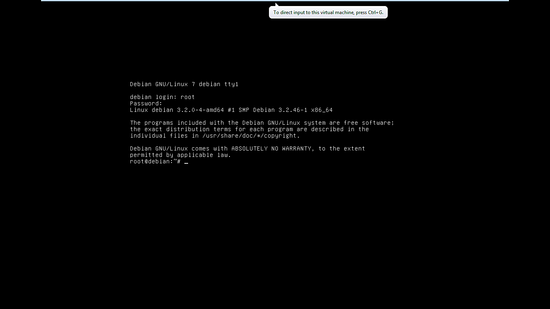 To direct input to this virtual machine, press Ctrl+G.
Debian GNU/Linux 7 debian tty1
debian login: root
Password:
Linux debian 3.2.0-4-amd64 #1 SMP Debian 3.2.46-1 x86_64
The programs included with the Debian GNU/Linux system are free software;
the exact distribution terms for each program are described in the
individual files in /usr/share/doc/*/copyright.
Debian GNU/Linux comes with ABSOLUTELY NO WARRANTY, to the extent
permitted by applicable law.
root@debian:~# _